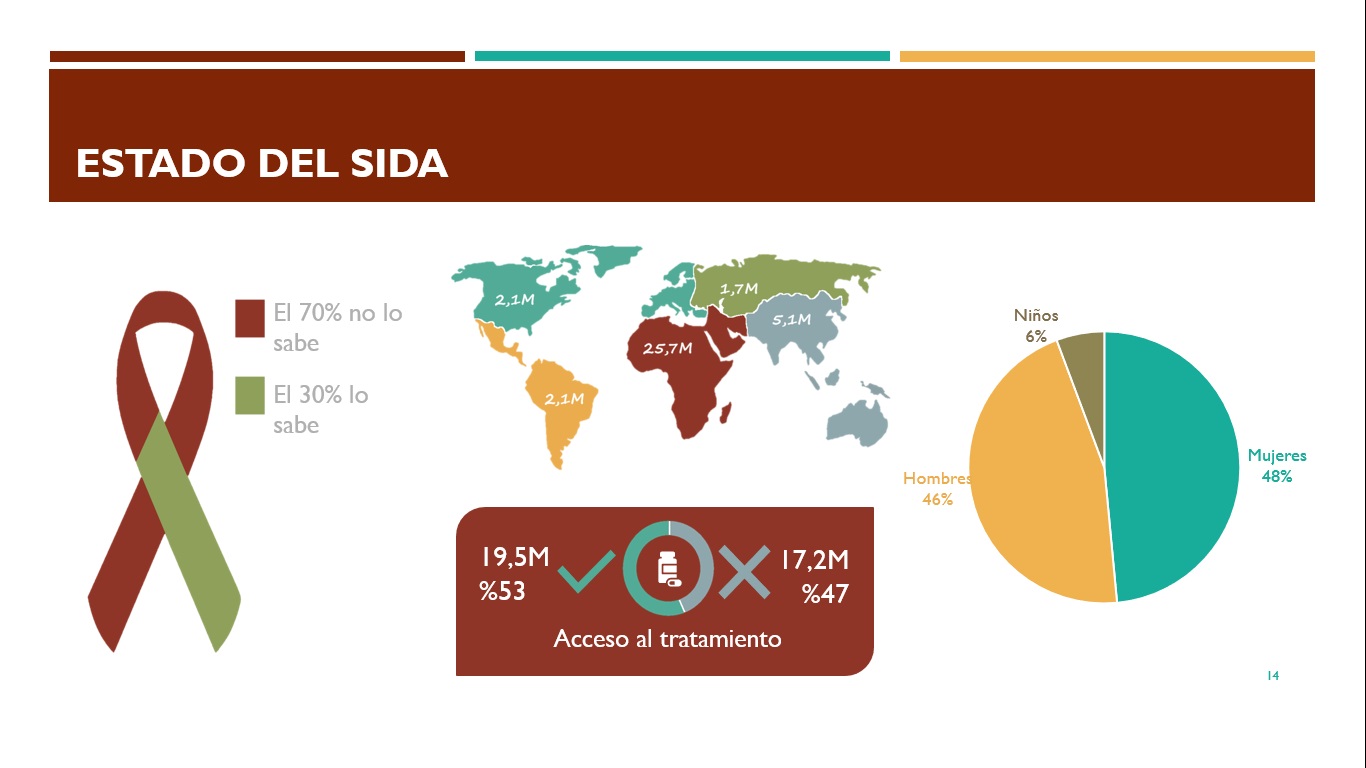 ESTADO DEL SIDA
El 70% no lo
sabe
El 30% lo
sabe
2,1M
1,7M
5,1M
25,7M
2,1M
19,5M
%53
17,2M
%47
Acceso al tratamiento
Niños
6%
Mujeres
48%
Hombres
46%
14